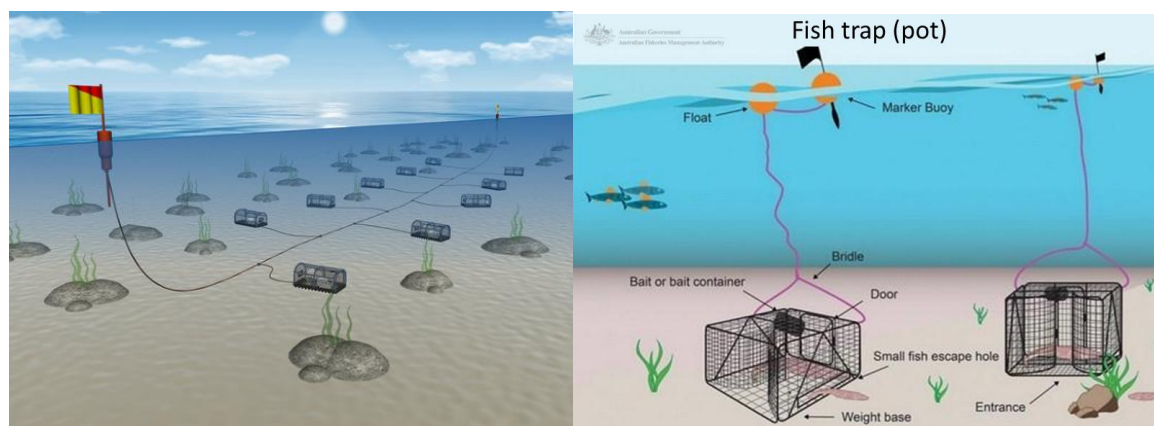 Australian Government
Australian Fisheries Management Authority
Fish trap (pot)
Float
Marker Buoy
Bridle
Bait or bait container
Door
Small fish escape hole
Entrance
Weight base